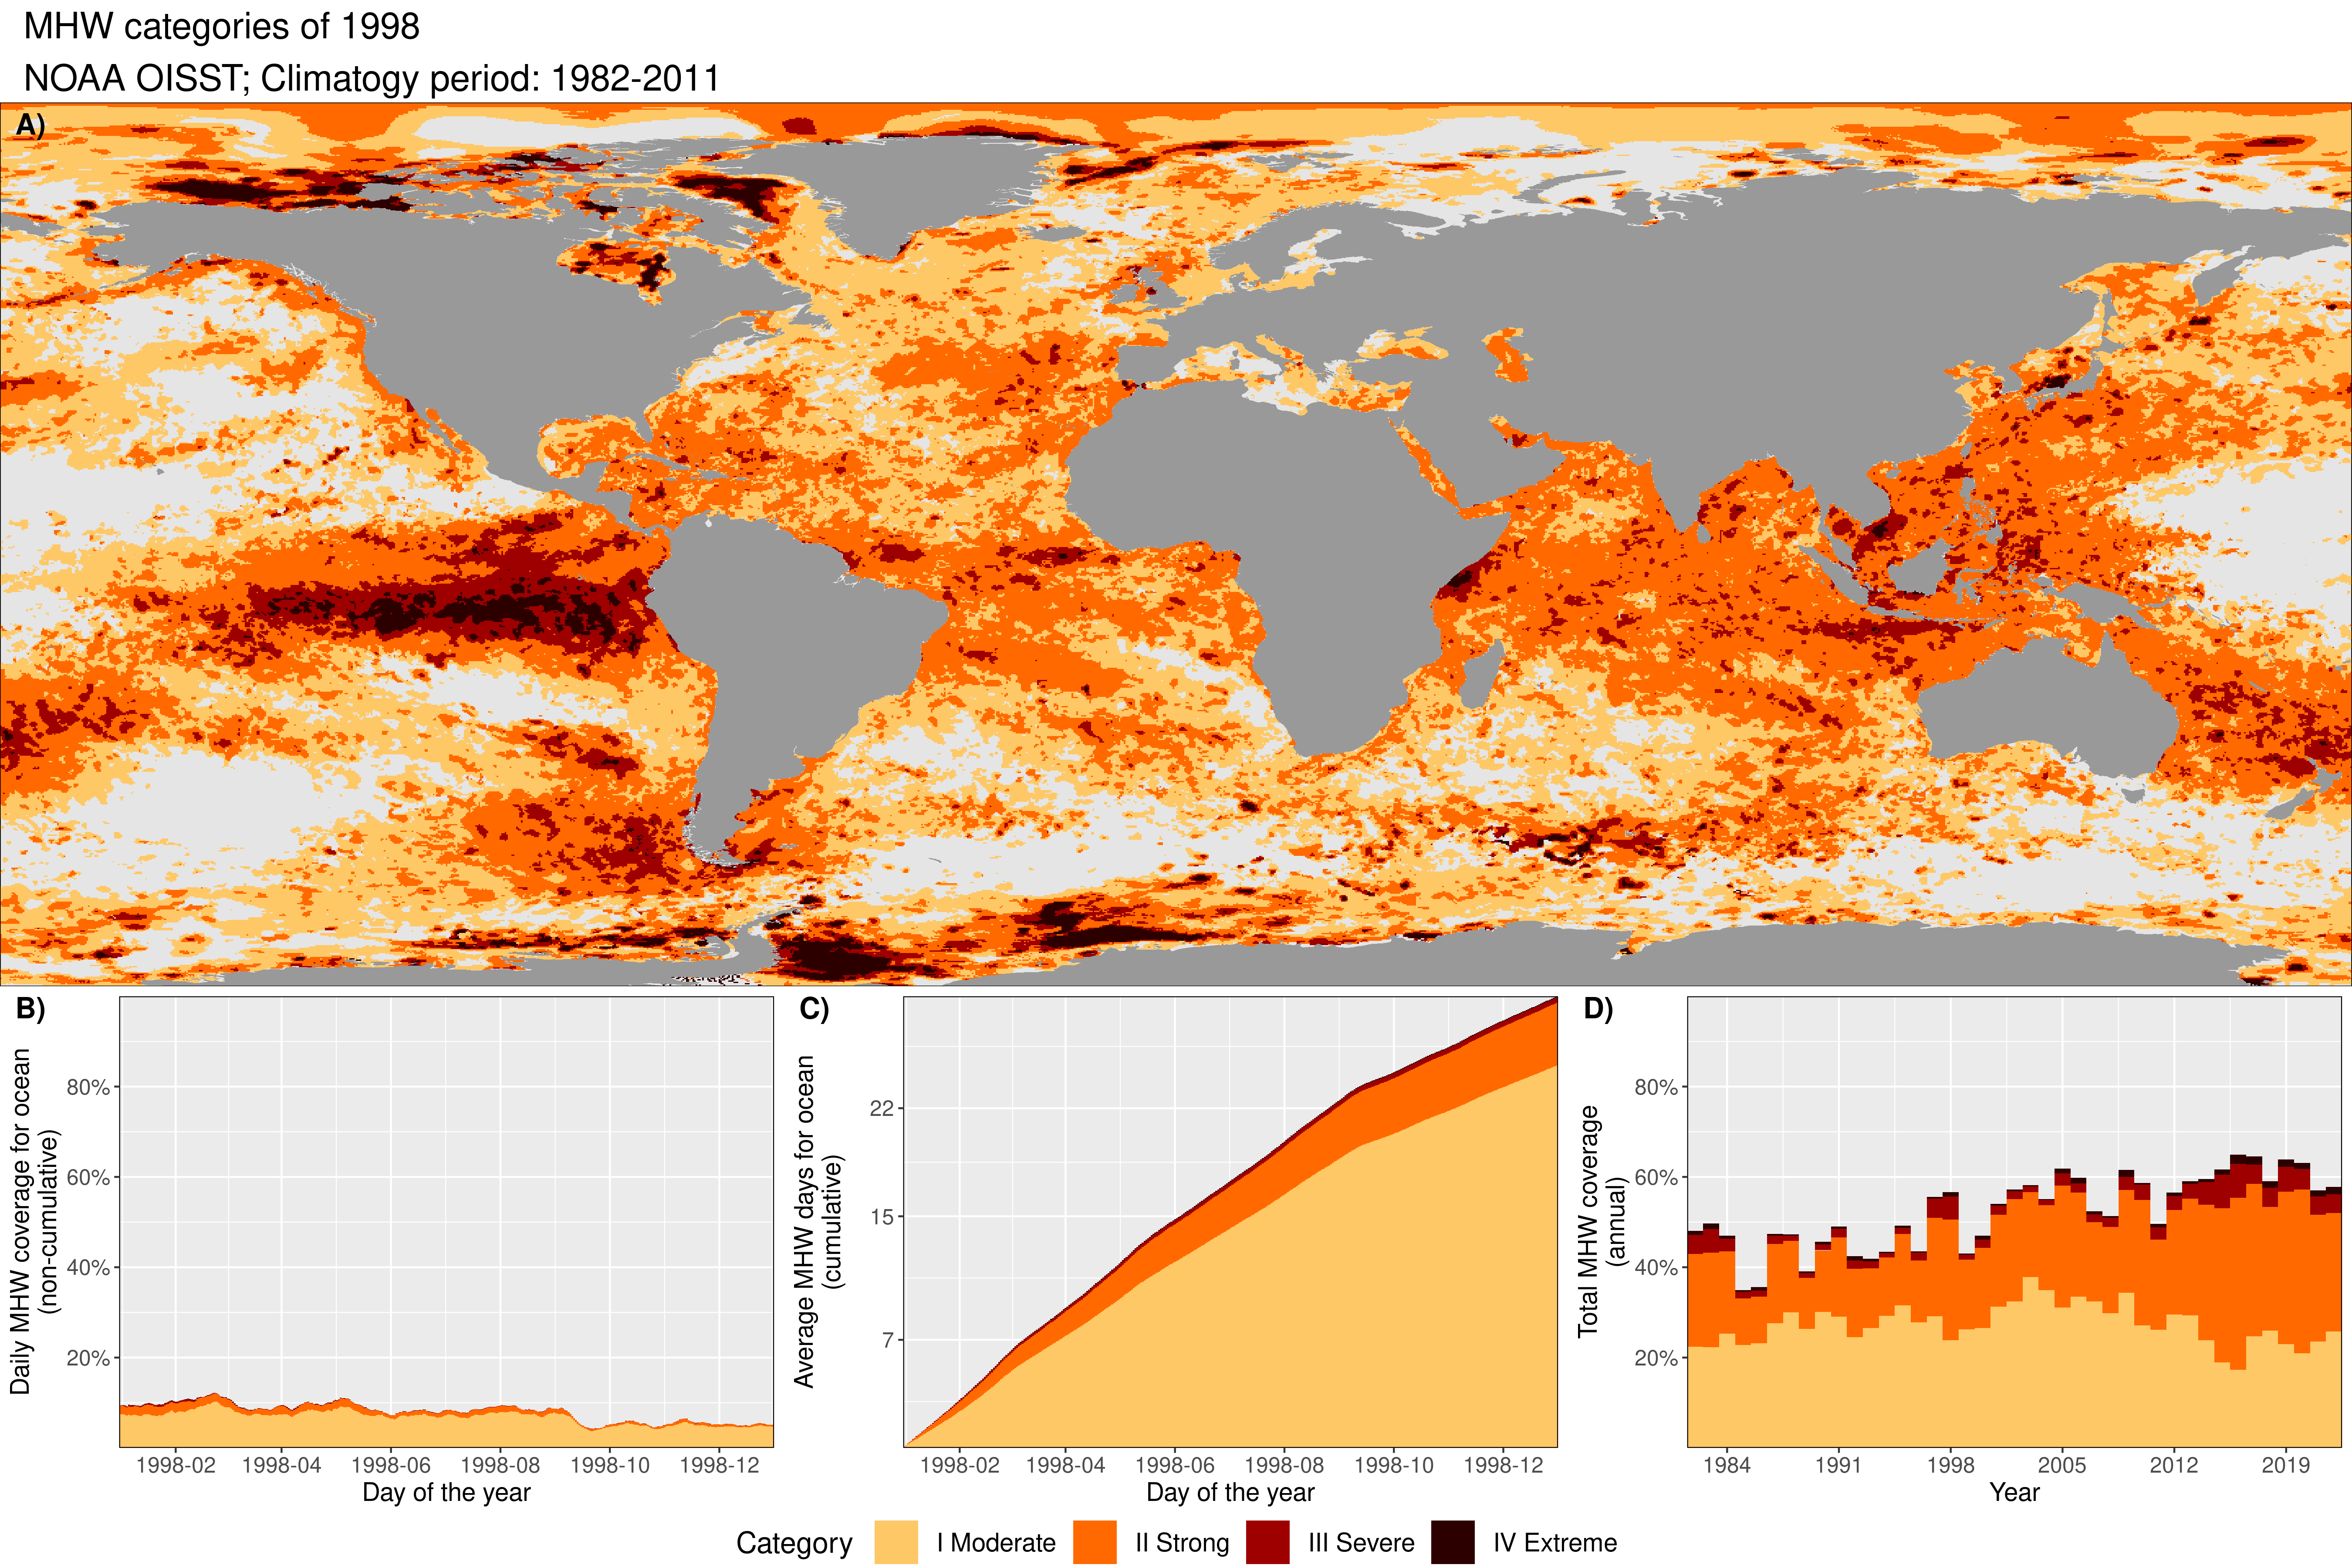 MHW categories of 1998
NOAA OISST; Climatogy period: 1982-2011
A)
B)
Daily MHW coverage for ocean
(non-cumulative)
80%
60%
40%
20%
1998-02 1998-04 1998-06 1998-08 1998-10 1998-12
Day of the year
C)
Average MHW days for ocean
(cumulative)
22
15
7
1998-02 1998-04 1998-06 1998-08 1998-10 1998-12
Day of the year
D)
Total MHW coverage
(annual)
80%
60%
40%
20%
1984 1991 1998 2005 2012 2019
Year
Category I Moderate II Strong III Severe IV Extreme